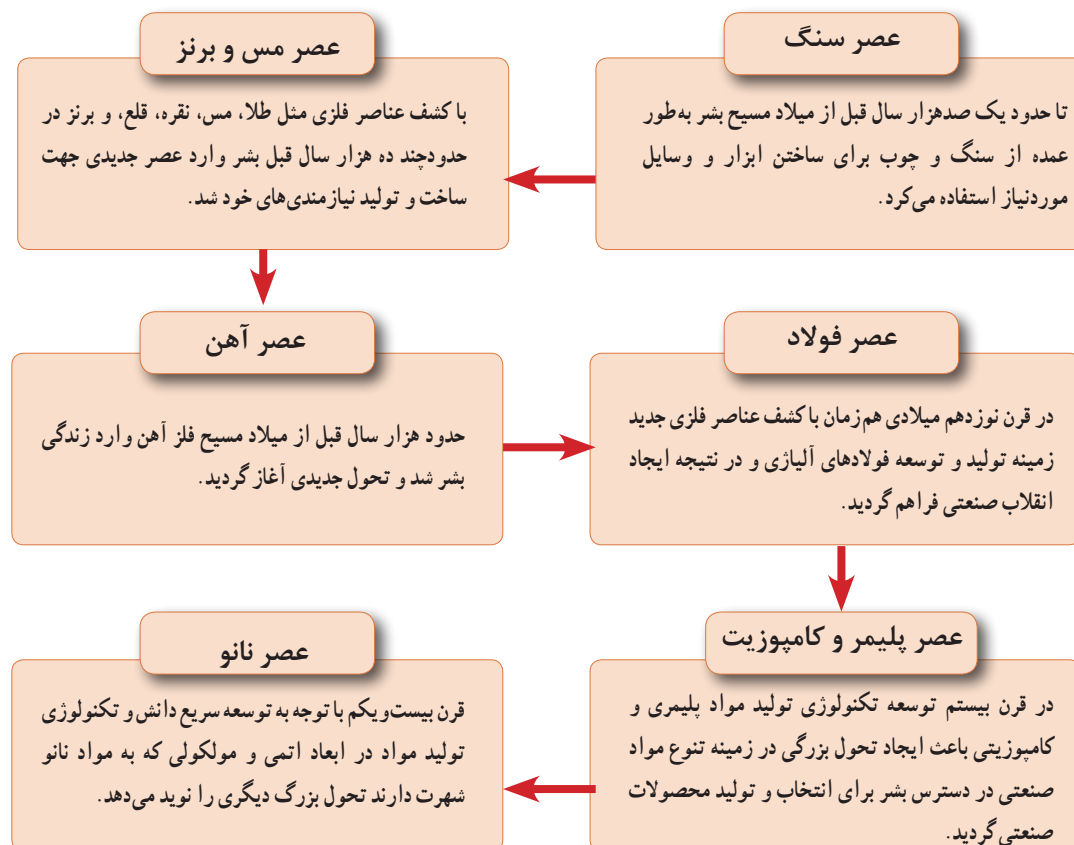 عصر سنگ
تا حدود یک صدهزار سال قبل از میلاد مسیح بشر به‌طور
عمده از سنگ و چوب برای ساختن ابزار و وسایل
موردنیاز استفاده می‌کرد.
عصر مس و برنز
با کشف عناصر فلزی مثل طلا، مس، نقره، قلع، و برنز در
حدودچند ده هزار سال قبل بشر وارد عصر جدیدی جهت
ساخت و تولید نیازمندی‌های خود شد.
عصر آهن
حدود هزار سال قبل از میلاد مسیح فلز آهن وارد زندگی
بشر شد و تحول جدیدی آغاز گردید.
عصر فولاد
در قرن نوزدهم میلادی هم‌زمان با کشف عناصر فلزی جدید
زمینه تولید و توسعه فولادهای آلیاژی و در نتیجه ایجاد
انقلاب صنعتی فراهم گردید.
عصر پلیمر و کامپوزیت
در قرن بیستم توسعه تکنولوژی تولید مواد پلیمری و
کامپوزیتی باعث ایجاد تحول بزرگی در زمینه تنوع مواد
صنعتی در دسترس بشر برای انتخاب و تولید محصولات
صنعتی گردید.
عصر نانو
قرن بیست‌ویکم با توجه به توسعه سریع دانش و تکنولوژی
تولید مواد در ابعاد اتمی و مولکولی که به مواد نانو
شهرت دارند تحول بزرگ دیگری را نوید می‌دهد.